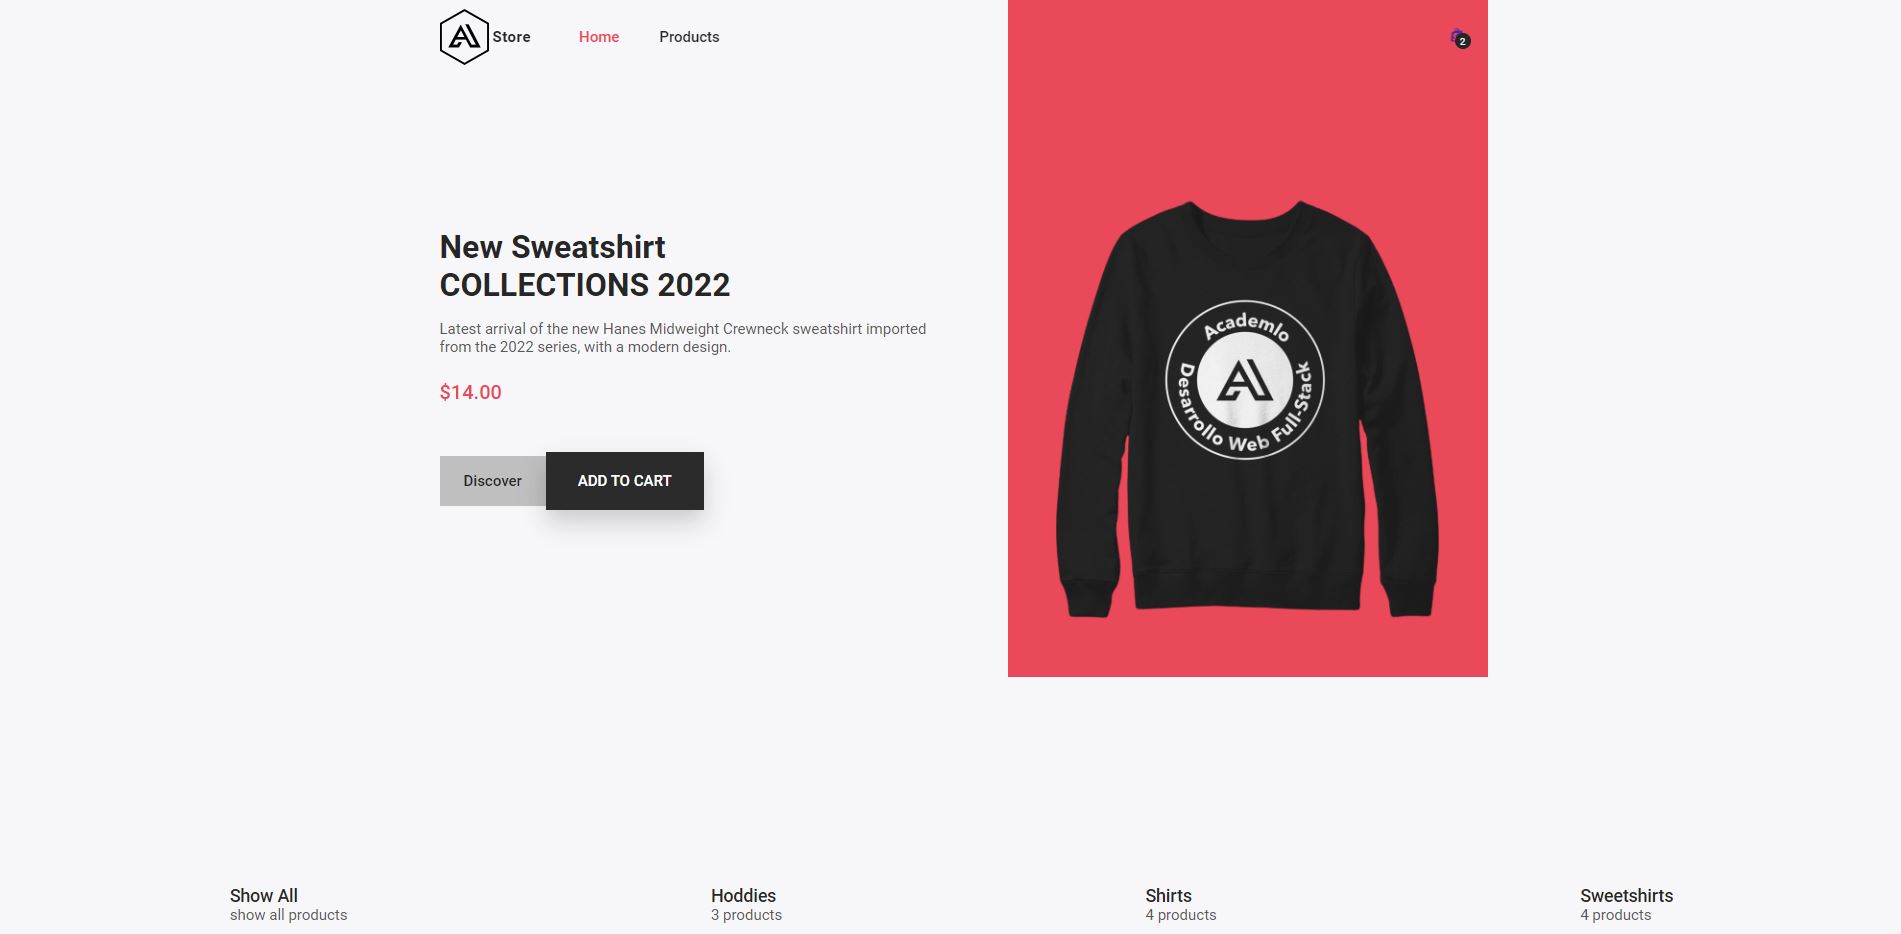 Store
Home
Products
2
New Sweatshirt
COLLECTIONS 2022
Latest arrival of the new Hanes Midweight Crewneck sweatshirt imported
from the 2022 series, with a modern design.
$14.00
Discover
ADD TO CART
Academlo
Desarrollo Web Full-Stack
Show All
show all products
Hoddies
3 products
Shirts
4 products
Sweetshirts
4 products